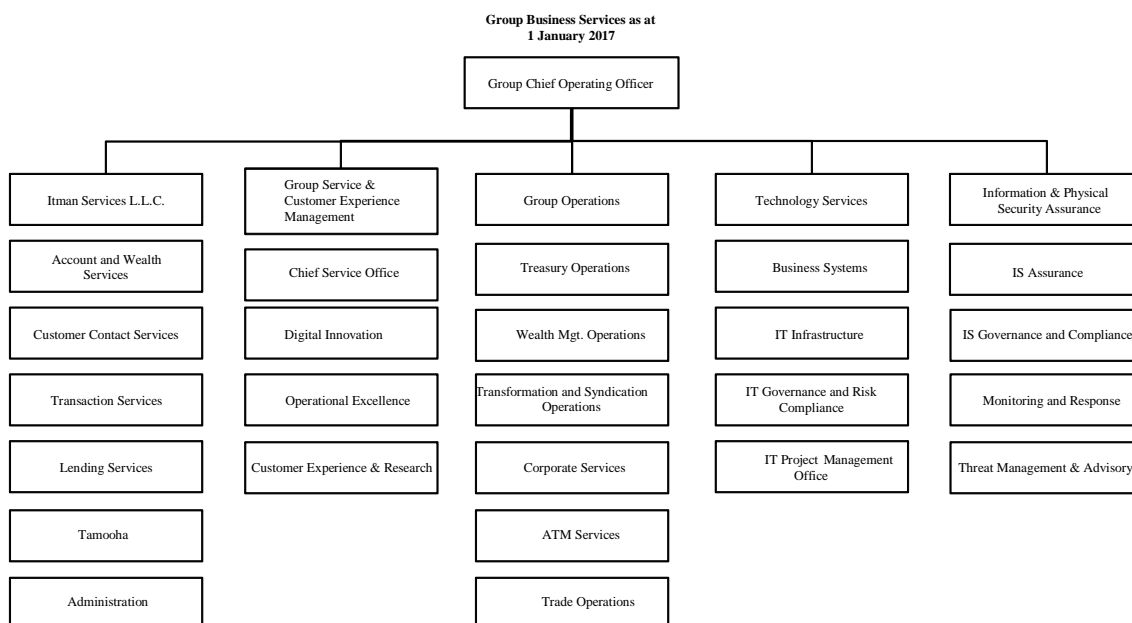 Group Business Services as at
1 January 2017
Group Chief Operating Officer
Itman Services L.L.C.
Account and Wealth
Services
Customer Contact Services
Transaction Services
Lending Services
Tamooha
Administration
Group Service &
Customer Experience
Management
Chief Service Office
Digital Innovation
Operational Excellence
Customer Experience & Research
Group Operations
Treasury Operations
Wealth Mgt. Operations
Transformation and Syndication
Operations
Corporate Services
ATM Services
Trade Operations
Technology Services
Business Systems
IT Infrastructure
IT Governance and Risk
Compliance
IT Project Management
Office
Information & Physical
Security Assurance
IS Assurance
IS Governance and Compliance
Monitoring and Response
Threat Management & Advisory